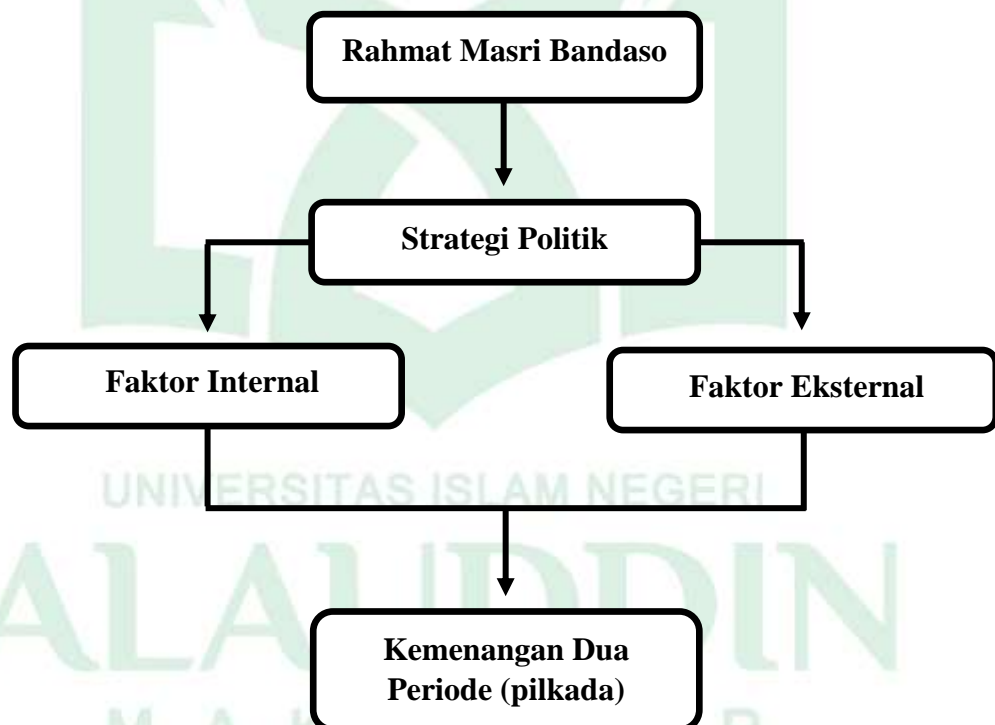 Rahmat Masri Bandaso
Strategi Politik
Faktor Internal
Faktor Eksternal
UNIVERSITAS ISLAM NEGERI
ALAUDDIN
Kemenangan Dua
Periode (pilkada)